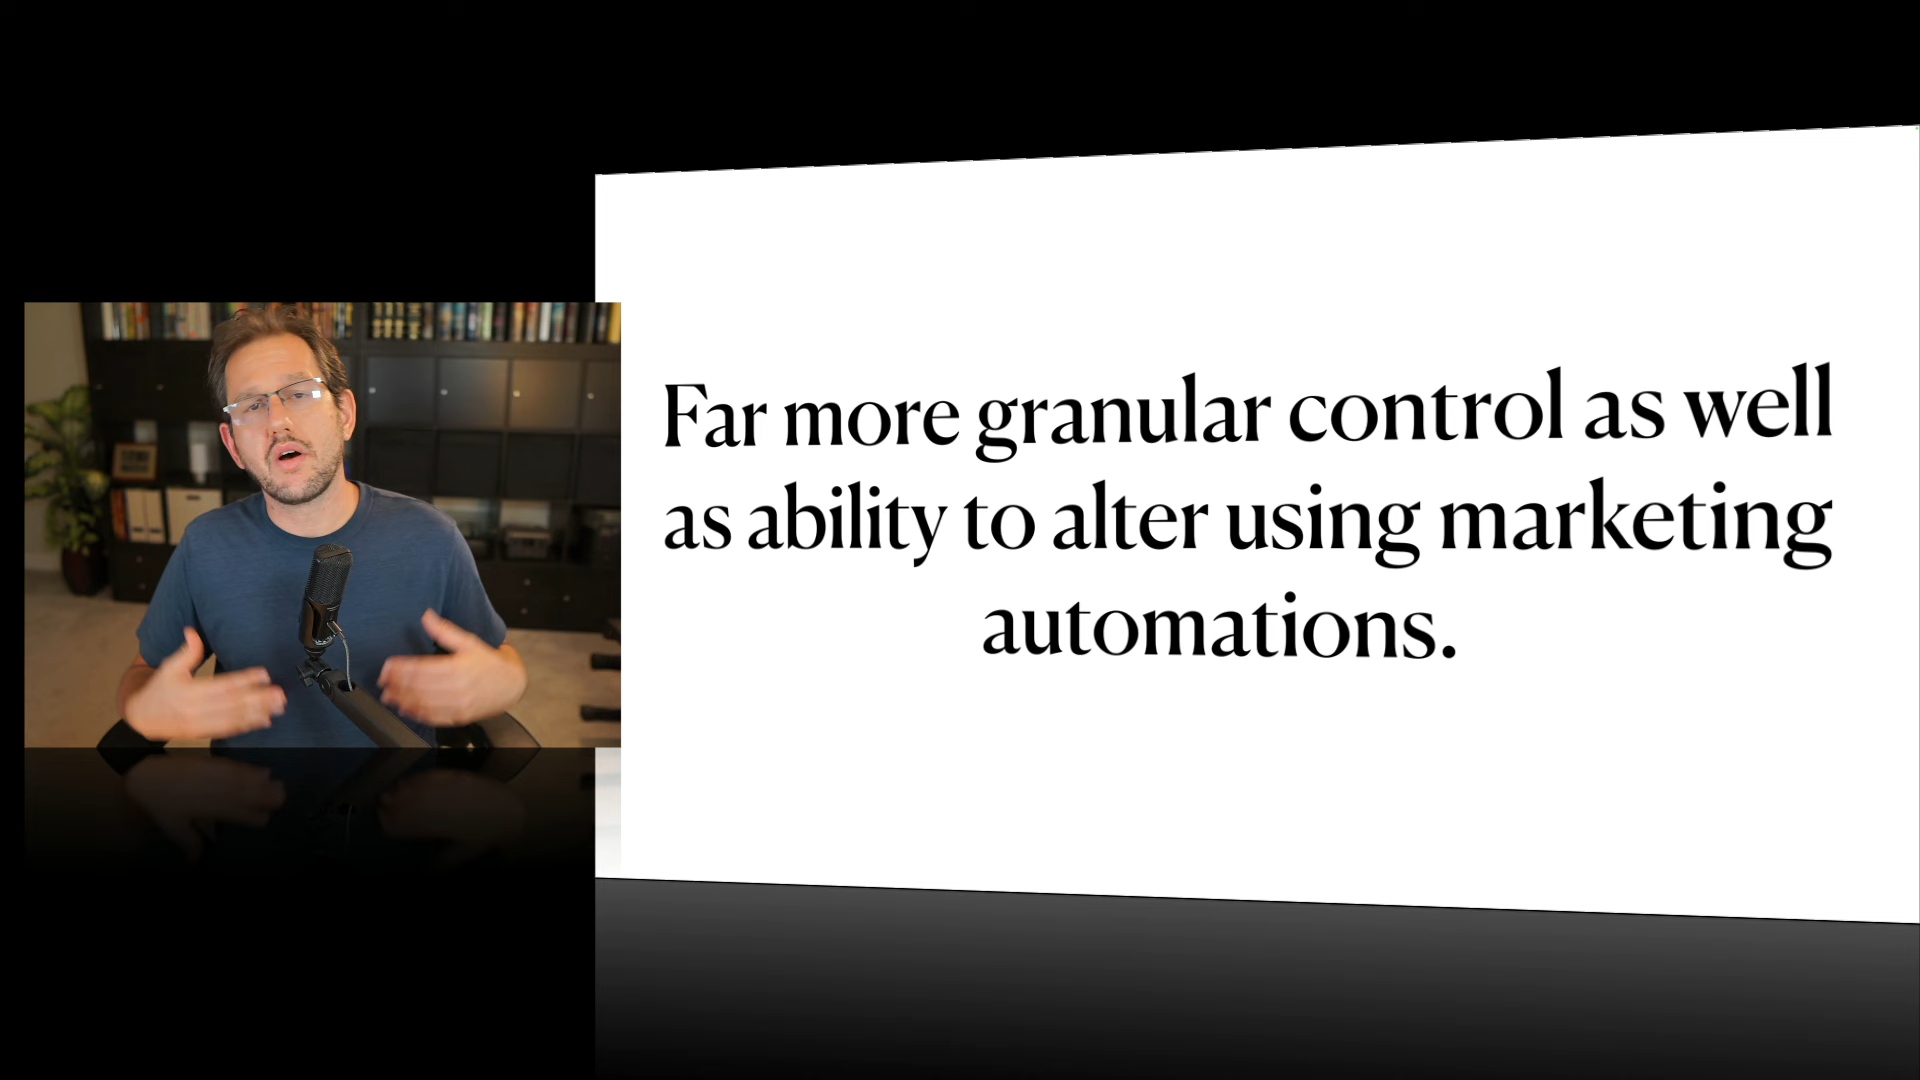 Far more granular control as well
as ability to alter using marketing
automations.